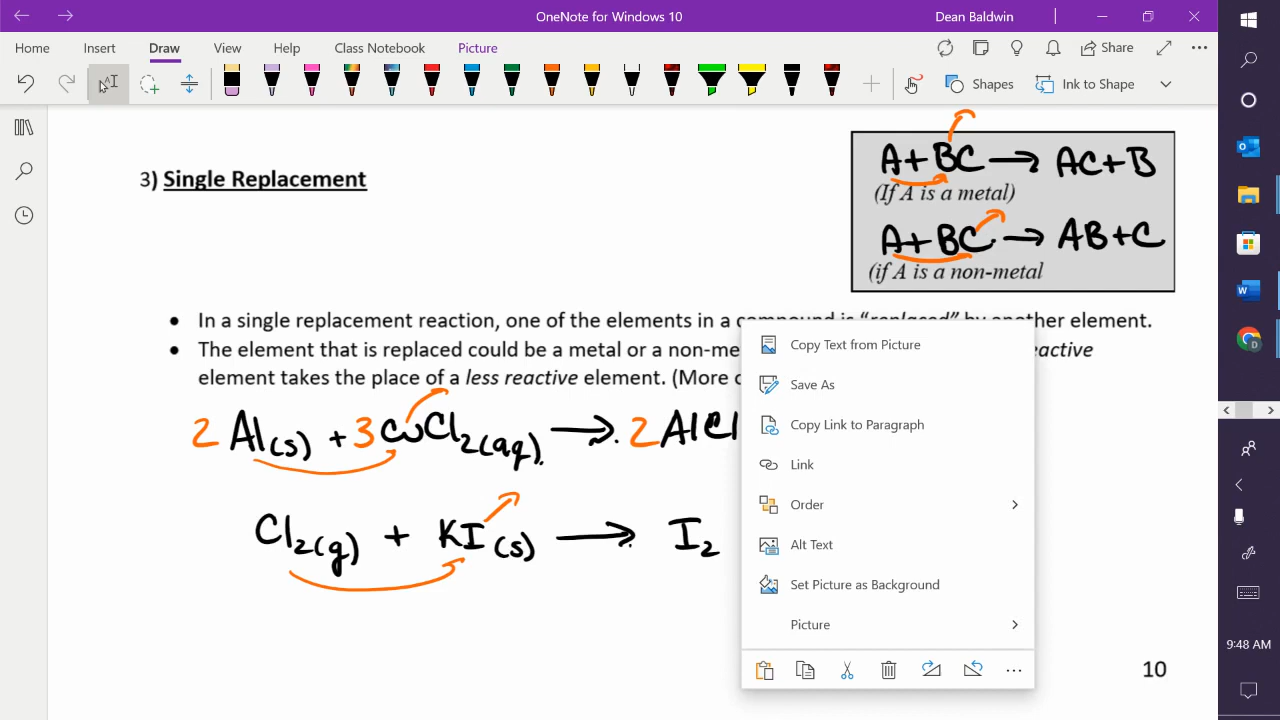 OneNote for Windows 10
Dean Baldwin
Home Insert Draw View Help Class Notebook Picture
Share
Shapes Ink to Shape
3) Single Replacement
A+BC → AC+B
(If A is a metal)
A+BC → AB+C
(if A is a non-metal
• In a single replacement reaction, one of the elements in a compound is "replaced" by another element.
• The element that is replaced could be a metal or a non-me
eactive
element takes the place of a less reactive element. (More
2 Al(s) + 3 CuCl2(aq) → 2 AlCl
Cl2(g) + KI(s) → I2
Copy Text from Picture
Save As
Copy Link to Paragraph
Link
Order
Alt Text
Set Picture as Background
Picture
10
9:48 AM